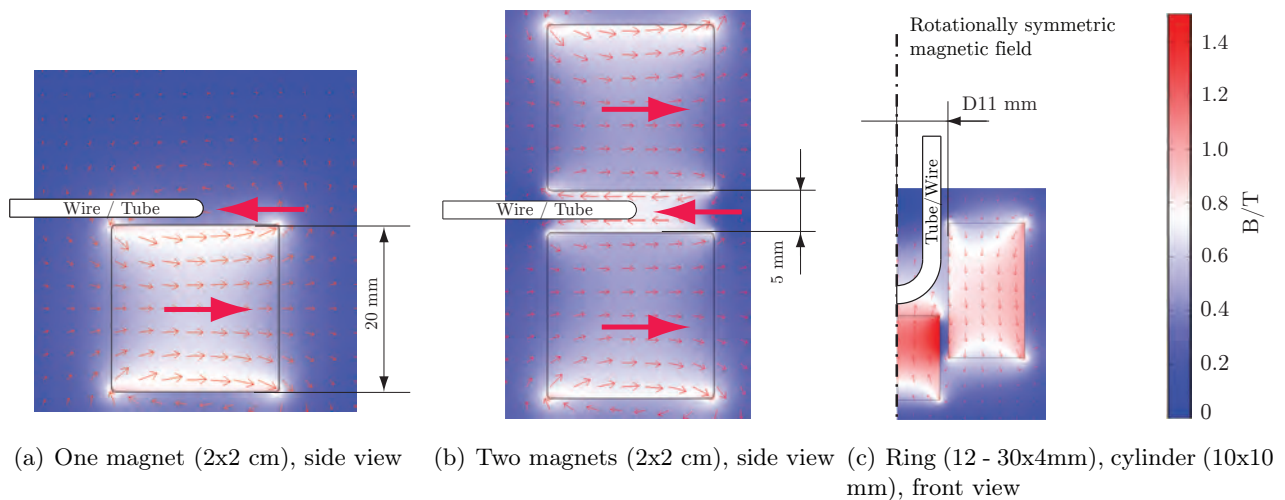 Wire / Tube
20 mm
(a) One magnet (2x2 cm), side view
Wire / Tube
5 mm
(b) Two magnets (2x2 cm), side view
Rotationally symmetric
magnetic field
D11 mm
Tube/Wire
(c) Ring (12 - 30x4mm), cylinder (10x10
mm), front view
1.4
1.2
1.0
0.8
0.6
0.4
0.2
0
B/T